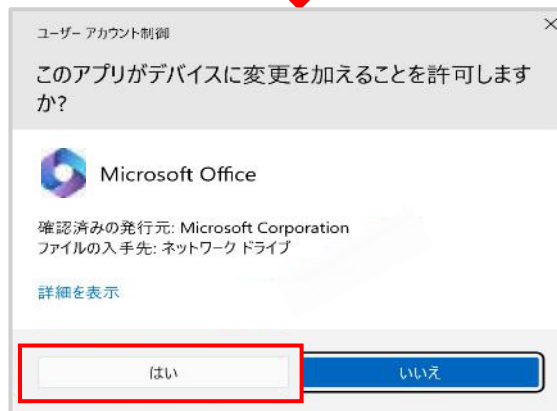 ユーザー アカウント制御
このアプリがデバイスに変更を加えることを許可します
か?
Microsoft Office
確認済みの発行元: Microsoft Corporation
ファイルの入手先: ネットワーク ドライブ
詳細を表示
はい
いいえ